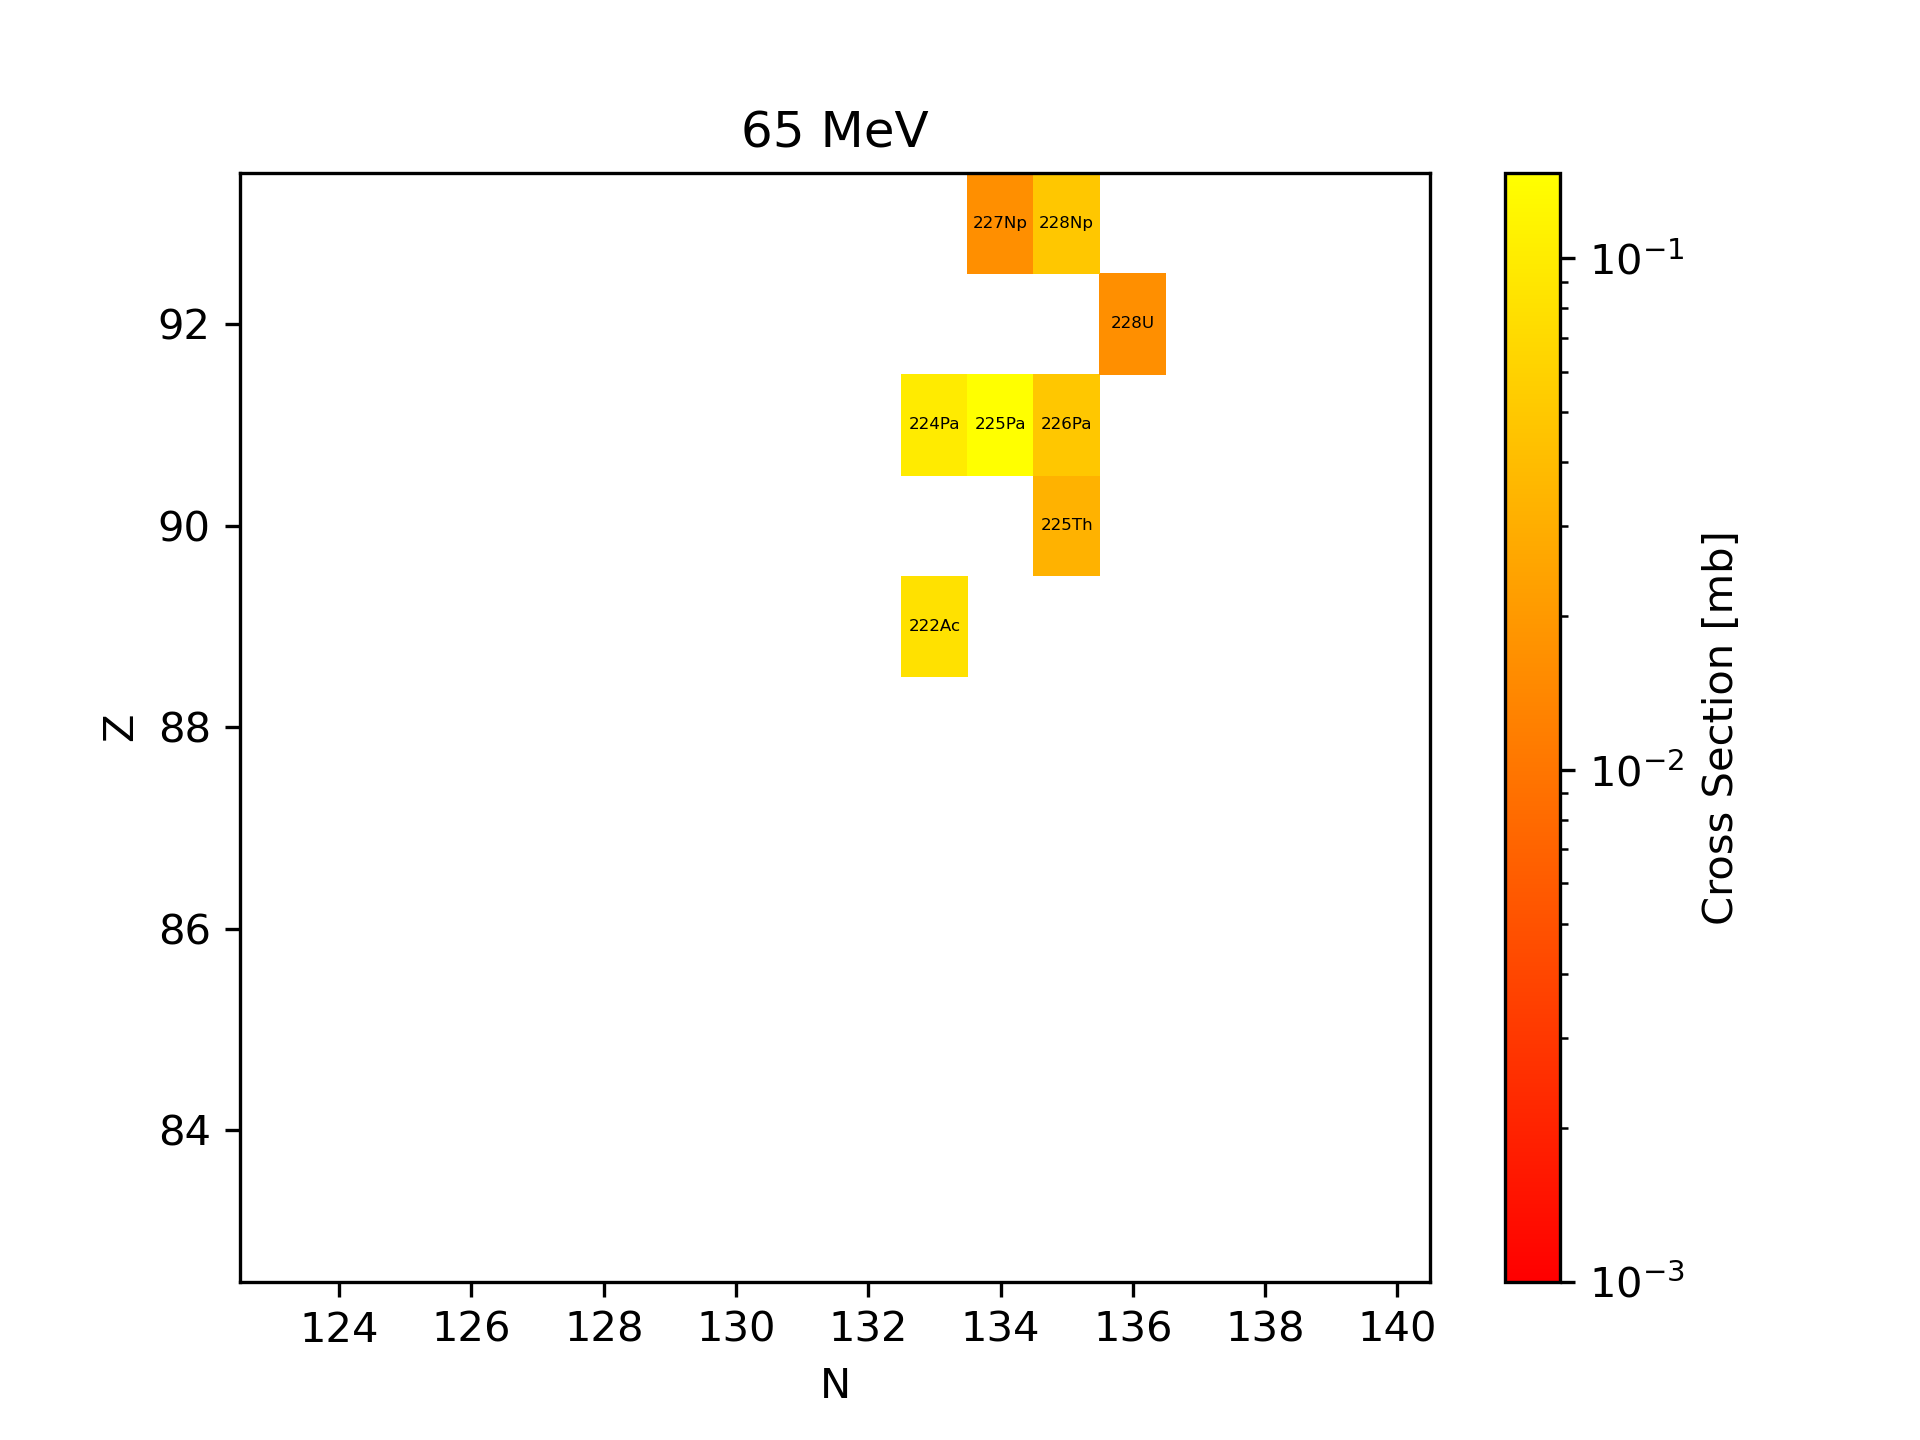 65 MeV
227Np 228Np
228U
224Pa 225Pa 226Pa
225Th
222Ac
92
90
88
86
84
Z
124 126 128 130 132 134 136 138 140
N
10⁻¹
10⁻²
10⁻³
Cross Section [mb]